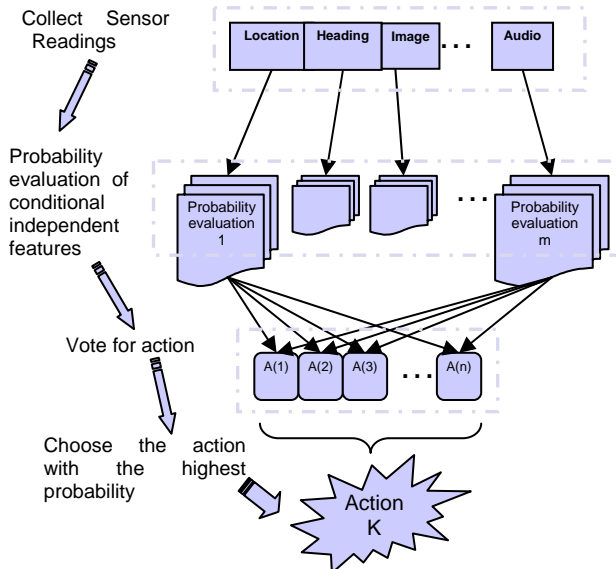 Collect Sensor
Readings
Location Heading Image ... Audio
Probability
evaluation of
conditional
independent
features
Probability
evaluation
1
...
Probability
evaluation
m
Vote for action
A(1) A(2) A(3) ... A(n)
Choose the action
with the highest
probability
Action
K